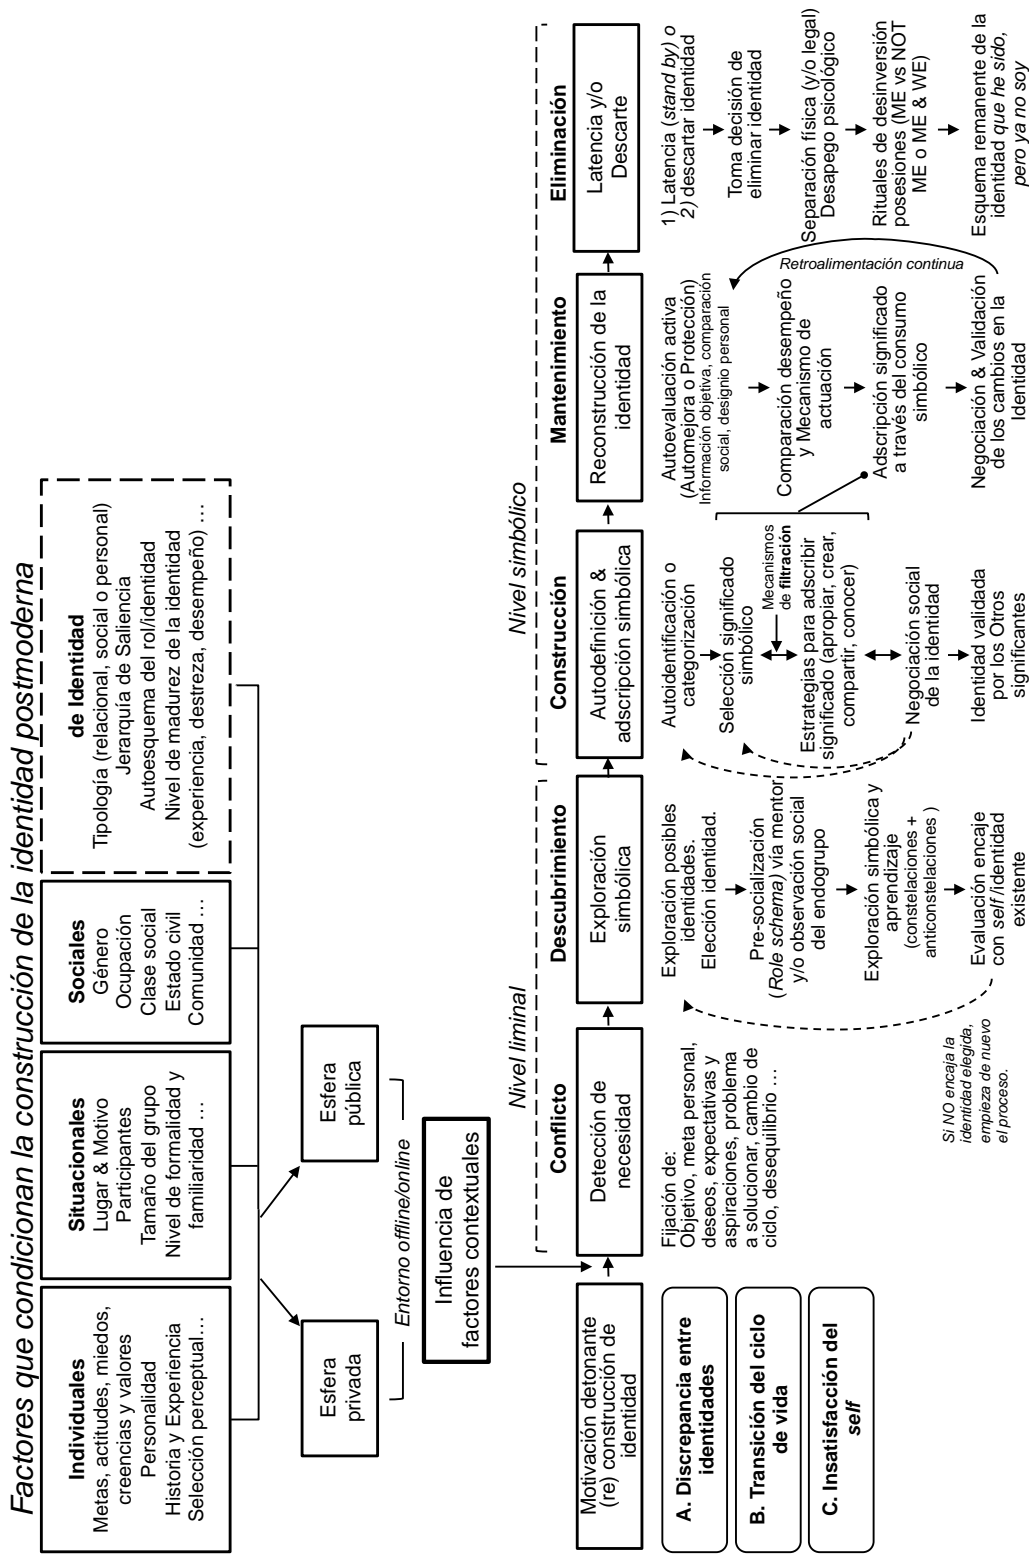 Factores que condicionan la construcción de la identidad postmoderna
Individuales
Metas, actitudes, miedos,
creencias y valores
Personalidad
Historia y Experiencia
Selección perceptual…
Situacionales
Lugar & Motivo
Participantes
Tamaño del grupo
Nivel de formalidad y
familiaridad …
Sociales
Género
Ocupación
Clase social
Estado civil
Comunidad …
de Identidad
Tipología (relacional, social o personal)
Jerarquía de Saliencia
Autoesquema del rol/identidad
Nivel de madurez de la identidad
(experiencia, destreza, desempeño) …
Esfera
privada
Esfera
pública
Entorno offline/online
Influencia de
factores contextuales
Nivel liminal
Nivel simbólico
Conflicto
Descubrimiento
Construcción
Mantenimiento
Eliminación
Motivación detonante
(re) construcción de
identidad
Detección de
necesidad
Exploración
simbólica
Autodefinición &
adscripción simbólica
Reconstrucción de la
identidad
Latencia y/o
Descarte
A. Discrepancia entre
identidades
B. Transición del ciclo
de vida
C. Insatisfacción del
self
Fijación de:
Objetivo, meta personal,
deseos, expectativas y
aspiraciones, problema
a solucionar, cambio de
ciclo, desequilibrio …
Si NO encaja la
identidad elegida,
empieza de nuevo
el proceso.
Exploración posibles
identidades.
Elección identidad.
Pre-socialización
(Role schema) vía mentor
y/o observación social
del endogrupo
Exploración simbólica y
aprendizaje
(constelaciones +
anticonstelaciones )
Evaluación encaje
con self /identidad
existente
Autoidentificación o
categorización
Selección significado
simbólico
Mecanismos
de filtración
Estrategias para adscribir
significado (apropiar, crear,
compartir, conocer)
Negociación social
de la identidad
Identidad validada
por los Otros
significantes
Autoevaluación activa
(Automejora o Protección)
Información objetiva, comparación
social, designio personal
Comparación desempeño
y Mecanismo de
actuación
Adscripción significado
a través del consumo
simbólico
Negociación & Validación
de los cambios en la
Identidad
Retroalimentación continua
1) Latencia (stand by) o
2) descartar identidad
Toma decisión de
eliminar identidad
Separación física (y/o legal)
Desapego psicológico
Rituales de desinversión
posesiones (ME vs NOT
ME o ME & WE)
Esquema remanente de la
identidad que he sido,
pero ya no soy